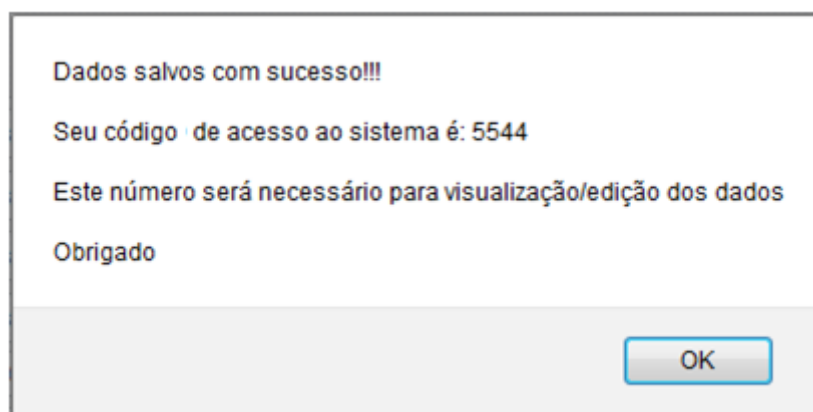 Dados salvos com sucesso!!!
Seu código de acesso ao sistema é: 5544
Este número será necessário para visualização/edição dos dados
Obrigado
OK